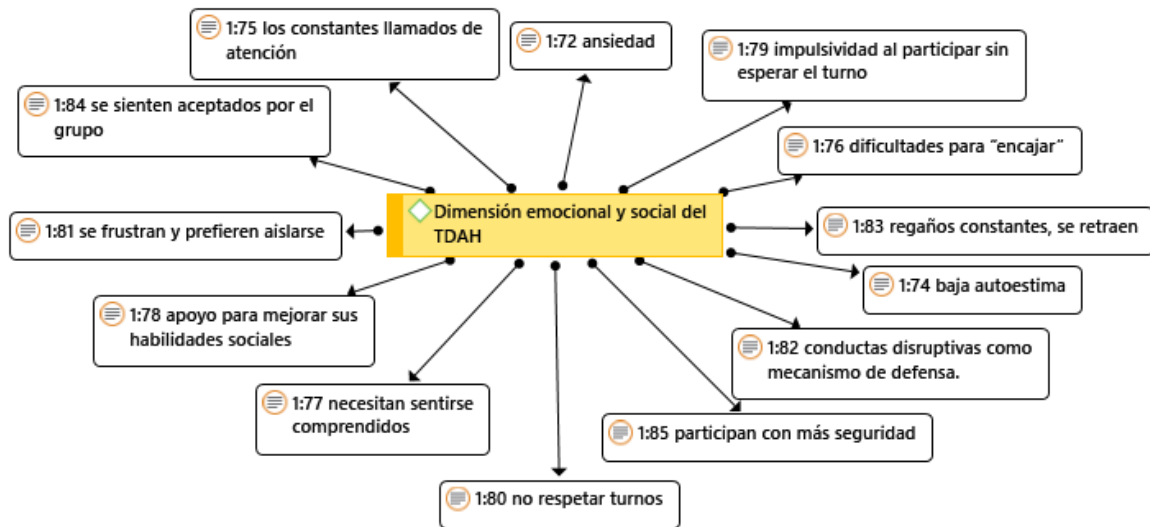 1:75 los constantes llamados de
atención
1:72 ansiedad
1:79 impulsividad al participar sin
esperar el turno
1:84 se sienten aceptados por el
grupo
1:76 dificultades para “encajar”
Dimensión emocional y social del
TDAH
1:81 se frustran y prefieren aislarse
1:83 regaños constantes, se retraen
1:74 baja autoestima
1:78 apoyo para mejorar sus
habilidades sociales
1:82 conductas disruptivas como
mecanismo de defensa.
1:77 necesitan sentirse
comprendidos
1:85 participan con más seguridad
1:80 no respetar turnos